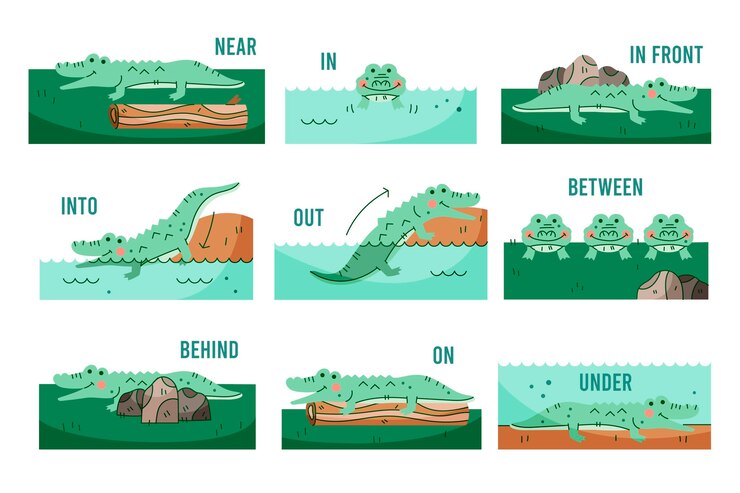 NEAR
IN
IN FRONT
INTO
OUT
BETWEEN
BEHIND
ON
UNDER